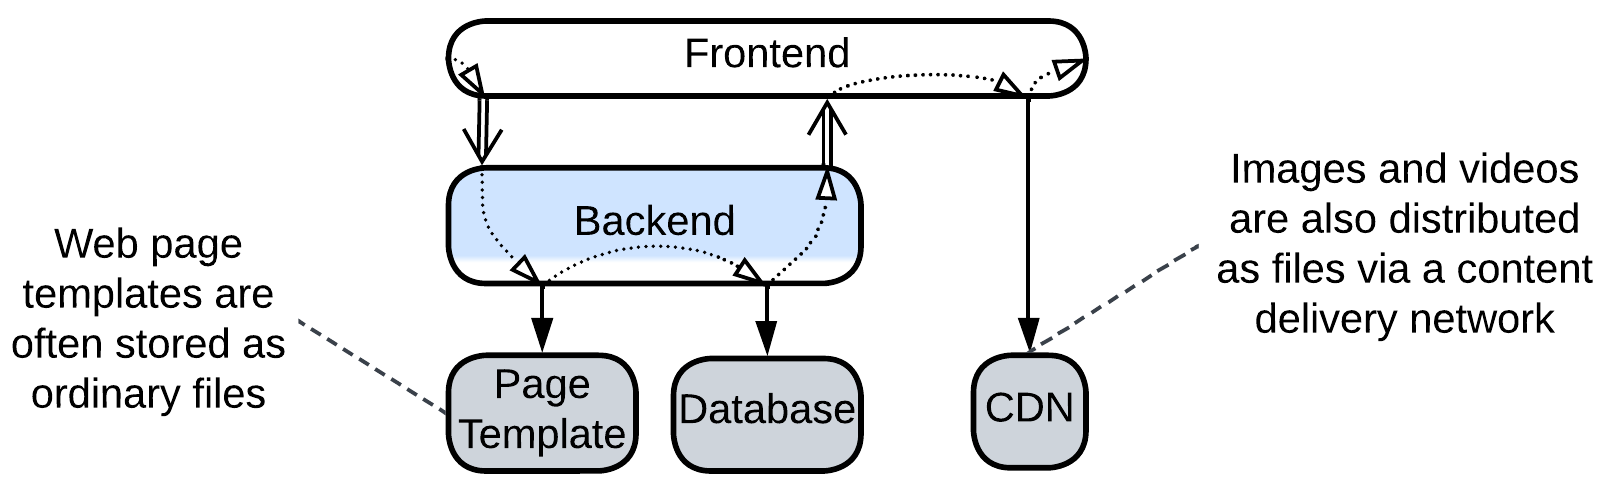 Frontend
Backend
Web page
templates are
often stored as
ordinary files
Images and videos
are also distributed
as files via a content
delivery network
Page
Template
Database
CDN